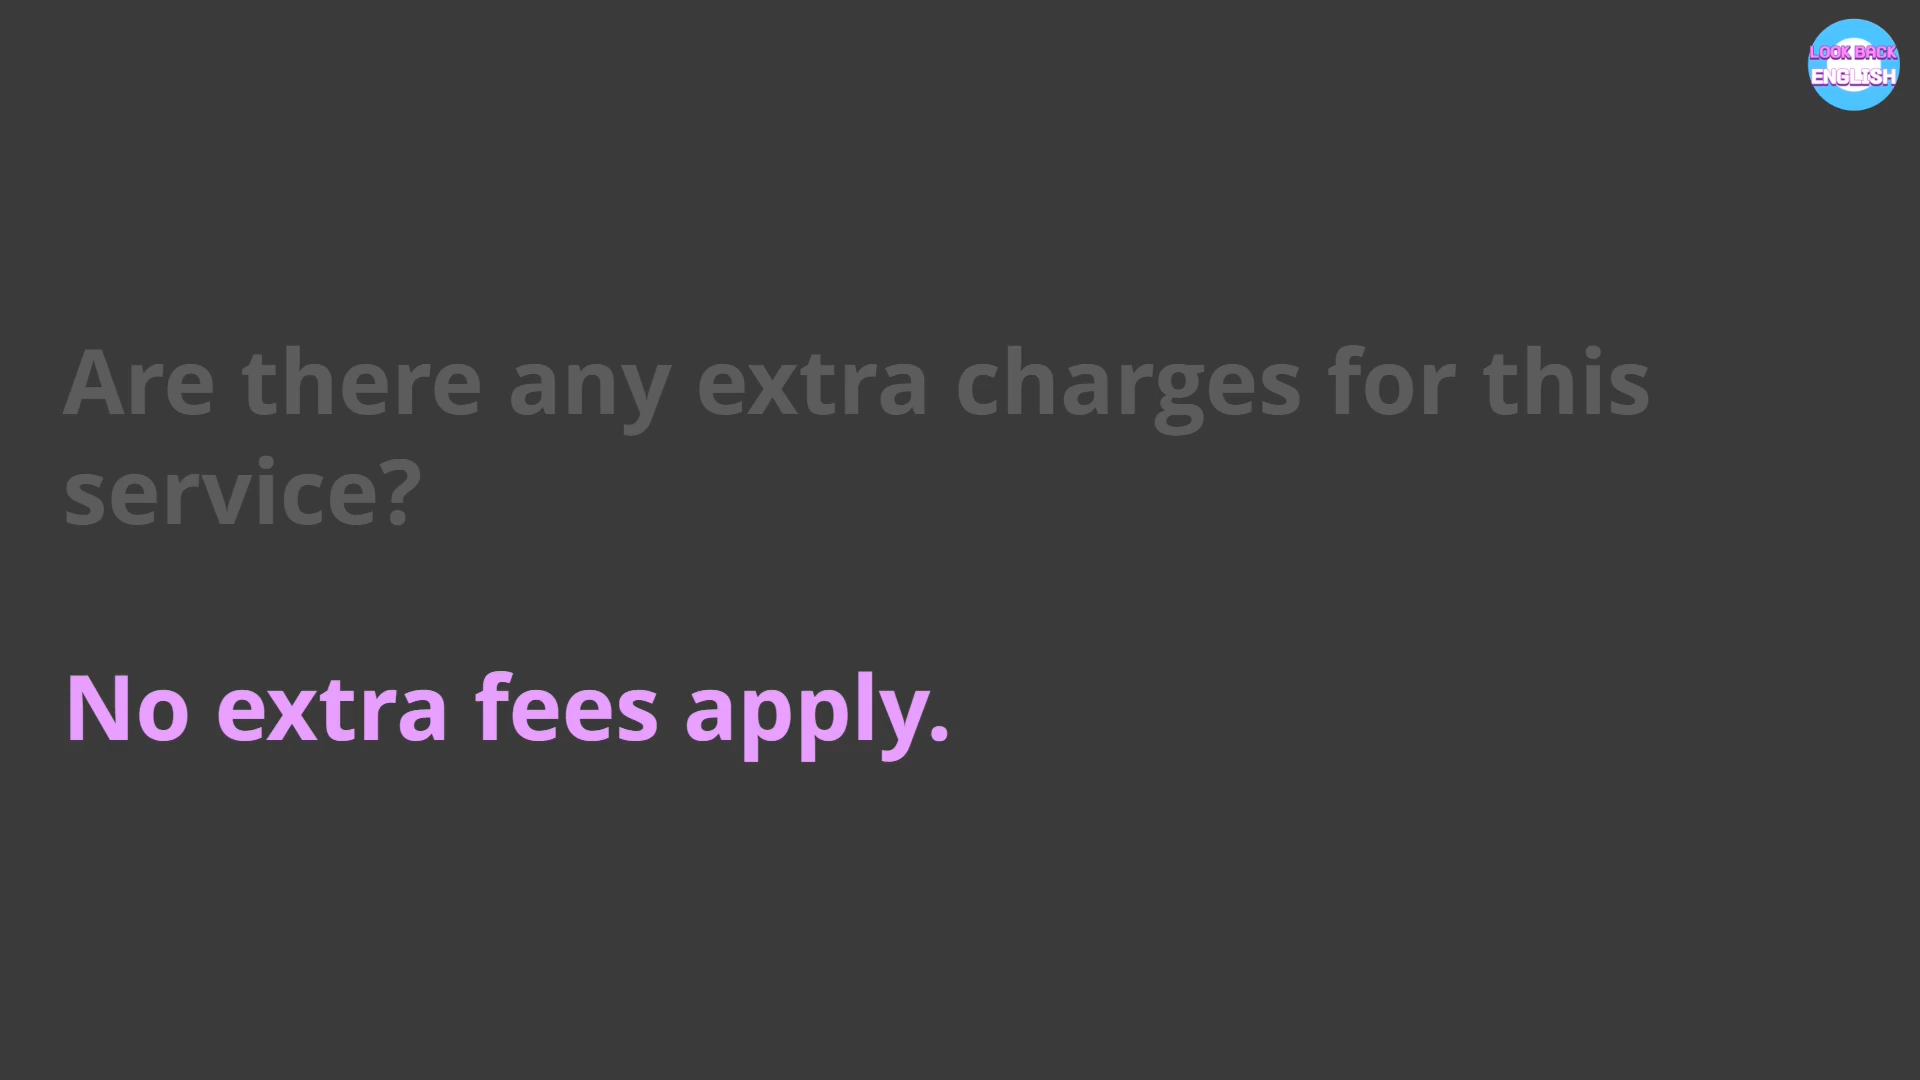 LOOK BACK
ENGLISH
Are there any extra charges for this
service?
No extra fees apply.